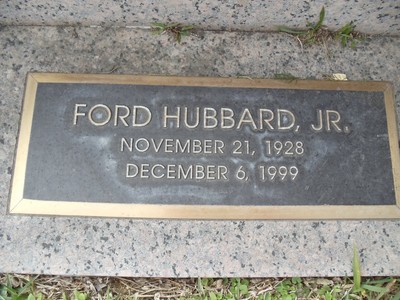 FORD HUBBARD, JR.
NOVEMBER 21, 1928
DECEMBER 6, 1999